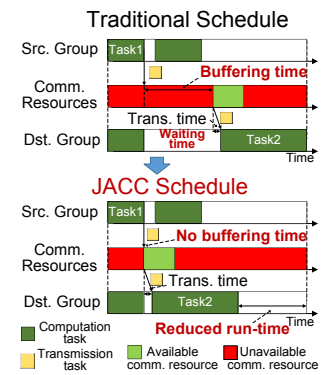 Traditional Schedule
Src. Group
Task1
Buffering time
Comm.
Resources
Trans. time
Waiting
time
Dst. Group
Task2
Time
JACC Schedule
Src. Group
Task1
No buffering time
Comm.
Resources
Trans. time
Dst. Group
Task2
Reduced run-time
Time
Computation
task
Transmission
task
Available
comm. resource
Unavailable
comm. resource